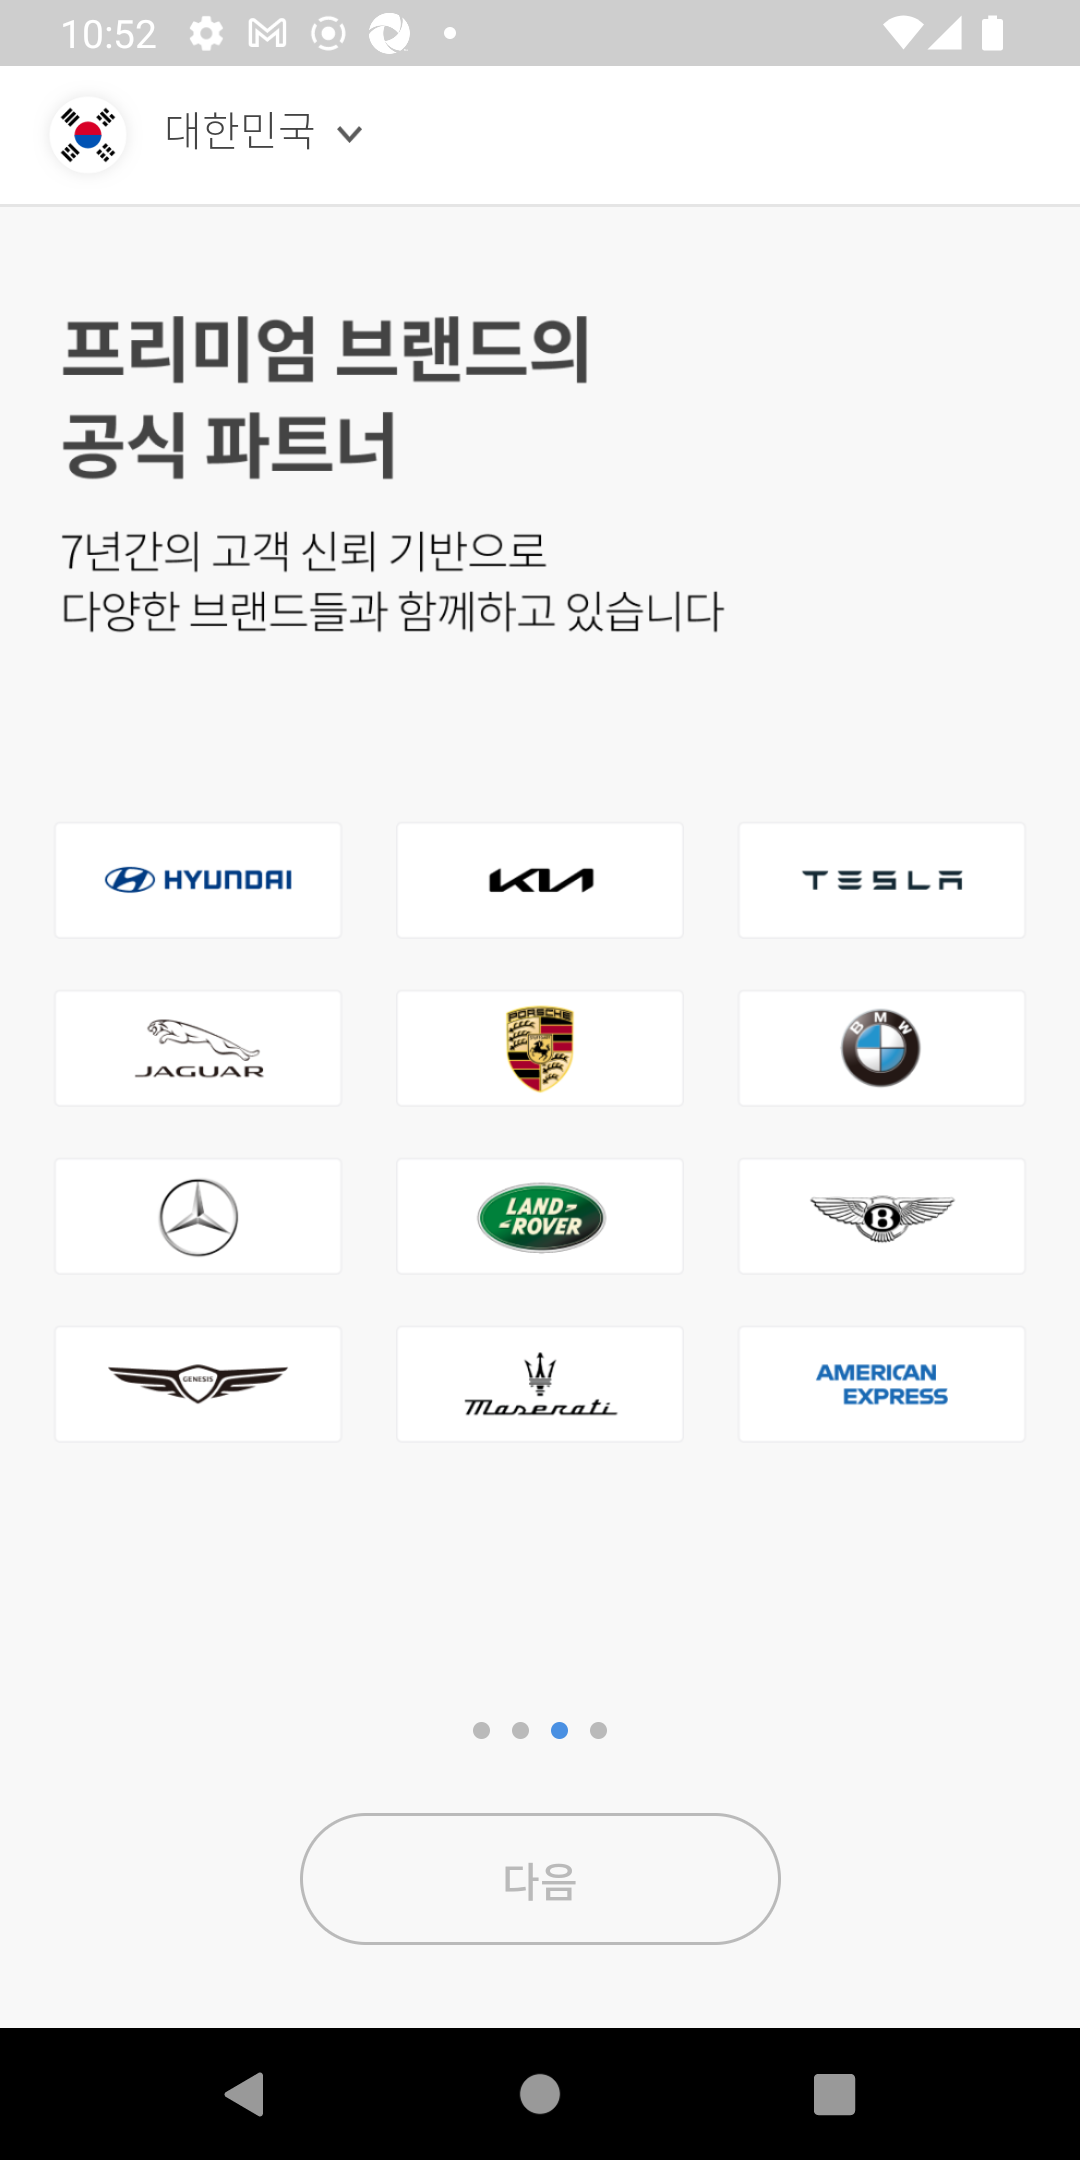 10:52
대한민국
프리미엄 브랜드의
공식 파트너
7년간의 고객 신뢰 기반으로
다양한 브랜드들과 함께하고 있습니다
HYUNDAI
KIA
TESLA
JAGUAR
PORSCHE
BMW
LAND-
-ROVER
B
GENESIS
Maserati
AMERICAN
EXPRESS
다음